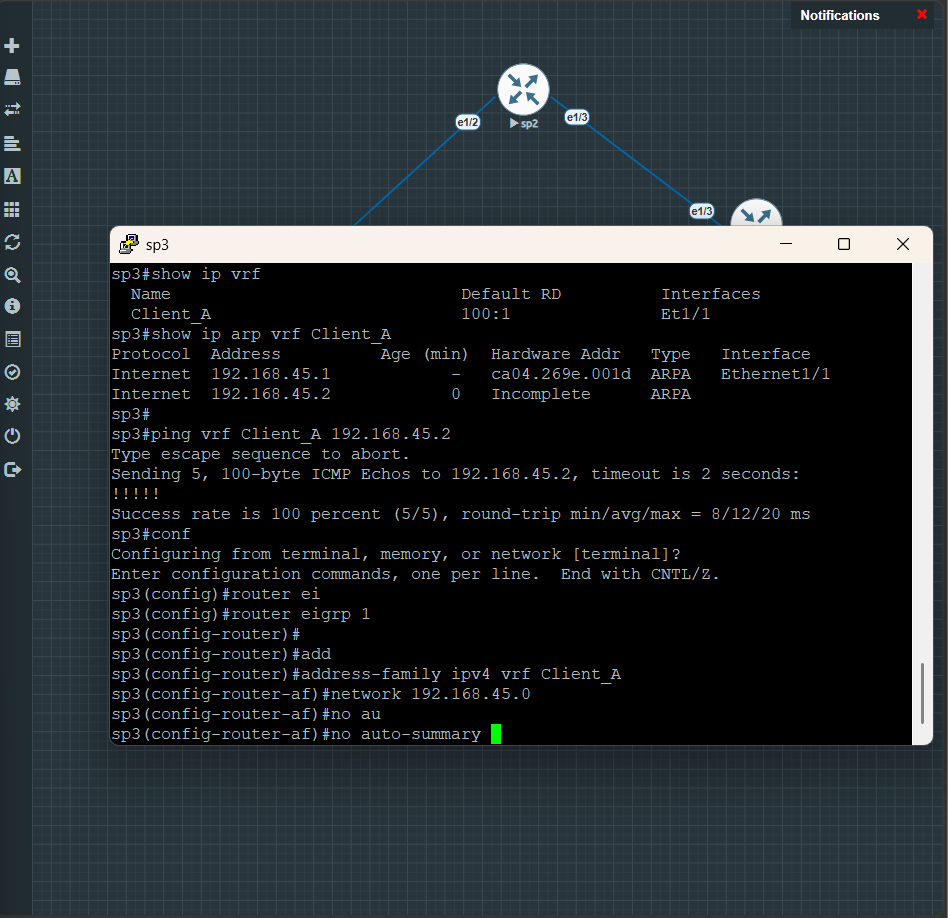 Notifications
e1/2
sp2
e1/3
e1/3
A
sp3
sp3#show ip vrf
  Name                             Default RD          Interfaces
  Client_A                         100:1               Et1/1
sp3#show ip arp vrf Client_A
Protocol  Address          Age (min)  Hardware Addr   Type   Interface
Internet  192.168.45.1            -   ca04.269e.001d  ARPA   Ethernet1/1
Internet  192.168.45.2            0   Incomplete      ARPA
sp3#
sp3#ping vrf Client_A 192.168.45.2
Type escape sequence to abort.
Sending 5, 100-byte ICMP Echos to 192.168.45.2, timeout is 2 seconds:
!!!!!
Success rate is 100 percent (5/5), round-trip min/avg/max = 8/12/20 ms
sp3#conf
Configuring from terminal, memory, or network [terminal]?
Enter configuration commands, one per line.  End with CNTL/Z.
sp3(config)#router ei
sp3(config)#router eigrp 1
sp3(config-router)#
sp3(config-router)#add
sp3(config-router)#address-family ipv4 vrf Client_A
sp3(config-router-af)#network 192.168.45.0
sp3(config-router-af)#no au
sp3(config-router-af)#no auto-summary